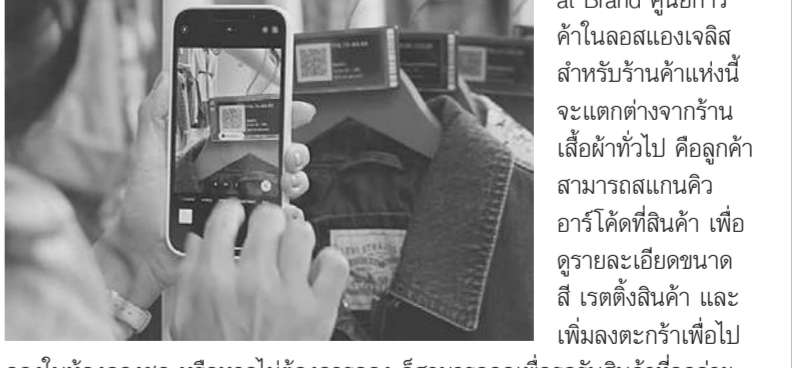 at Brand ศูนย์การ
ค้าในลอสแองเจลิส
สำหรับร้านค้าแห่งนี้
จะแตกต่างจากร้าน
เสื้อผ้าทั่วไป คือลูกค้า
สามารถสแกนคิว
อาร์โค้ดที่สินค้า เพื่อ
ดูรายละเอียดขนาด
สี เรตติ้งสินค้า และ
เพิ่มลงตะกร้าเพื่อไป